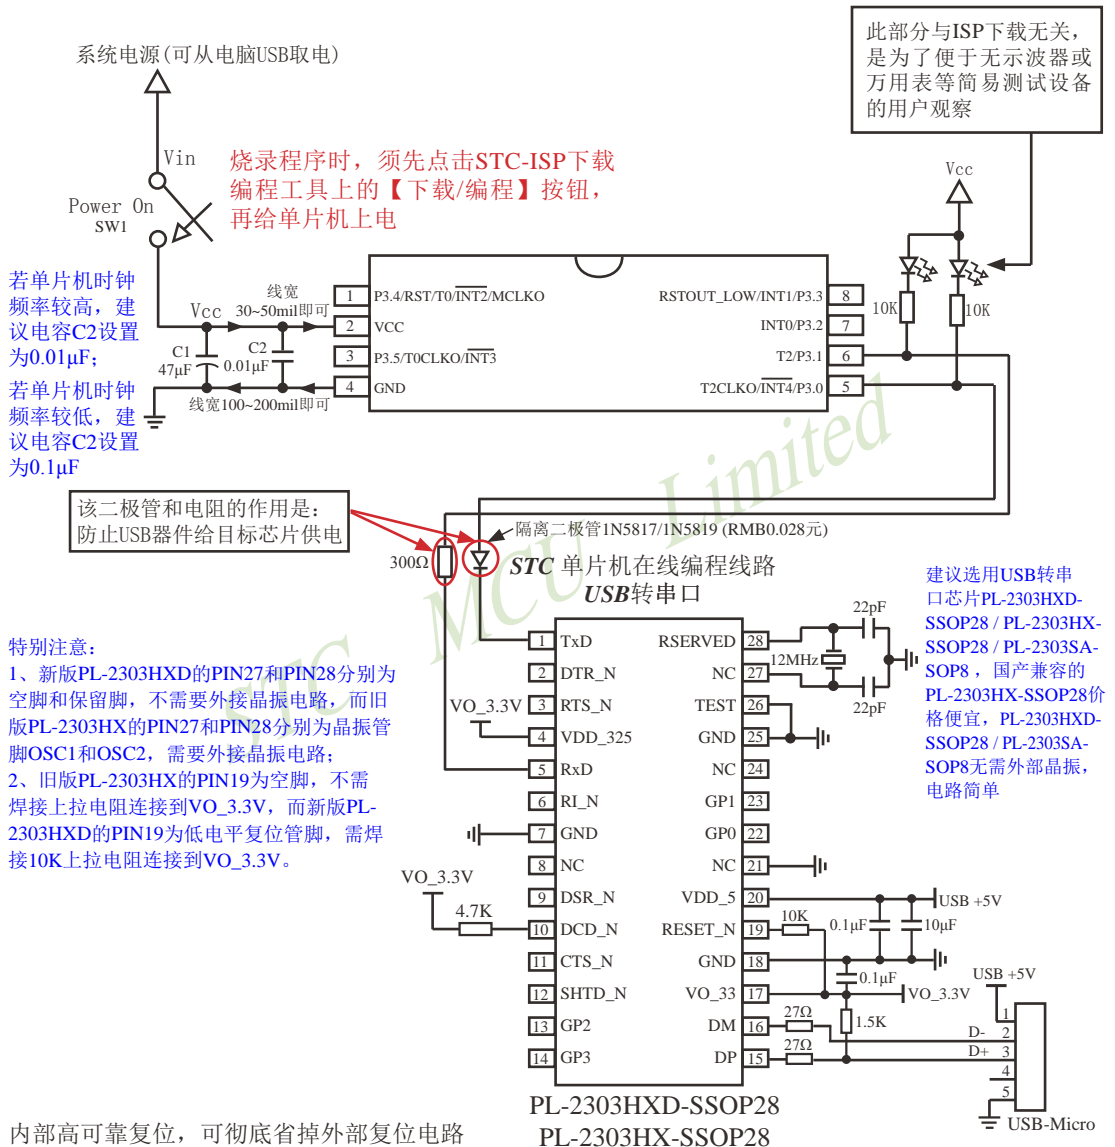 系统电源(可从电脑USB取电)
此部分与ISP下载无关，
是为了便于无示波器或
万用表等简易测试设备
的用户观察
Vin
Power On
SW1
烧录程序时，须先点击STC-ISP下载
编程工具上的【下载/编程】按钮，
再给单片机上电
Vcc
若单片机时钟
频率较高，建
议电容C2设置
为0.01μF；
若单片机时钟
频率较低，建
议电容C2设置
为0.1μF
Vcc
线宽
30~50mil即可
C1
47μF
C2
0.01μF
线宽100~200mil即可
1 P3.4/RST/T0/INT2/MCLKO
2 VCC
3 P3.5/T0CLKO/INT3
4 GND
RSTOUT_LOW/INT1/P3.3 8
INT0/P3.2 7
T2/P3.1 6
T2CLKO/INT4/P3.0 5
10K
10K
该二极管和电阻的作用是：
防止USB器件给目标芯片供电
300Ω
隔离二极管1N5817/1N5819 (RMB0.028元)
STC 单片机在线编程线路
USB转串口
STC MCU Limited
建议选用USB转串
口芯片PL-2303HXD-
SSOP28 / PL-2303HX-
SSOP28 / PL-2303SA-
SOP8 ，国产兼容的
PL-2303HX-SSOP28价
格便宜，PL-2303HXD-
SSOP28 / PL-2303SA-
SOP8无需外部晶振，
电路简单
特别注意：
1、新版PL-2303HXD的PIN27和PIN28分别为
空脚和保留脚，不需要外接晶振电路，而旧
版PL-2303HX的PIN27和PIN28分别为晶振管
脚OSC1和OSC2，需要外接晶振电路；
2、旧版PL-2303HX的PIN19为空脚，不需
焊接上拉电阻连接到VO_3.3V，而新版PL-
2303HXD的PIN19为低电平复位管脚，需焊
接10K上拉电阻连接到VO_3.3V。
1 TxD
2 DTR_N
3 RTS_N
4 VDD_325
5 RxD
6 RI_N
7 GND
8 NC
9 DSR_N
10 DCD_N
11 CTS_N
12 SHTD_N
13 GP2
14 GP3
RSERVED 28
NC 27
TEST 26
GND 25
NC 24
GP1 23
GP0 22
NC 21
VDD_5 20
RESET_N 19
GND 18
VO_33 17
DM 16
DP 15
VO_3.3V
VO_3.3V
4.7K
22pF
12MHz
22pF
USB +5V
10K
0.1μF
10μF
0.1μF
VO_3.3V
27Ω
1.5K
27Ω
USB +5V
D-
D+
1
2
3
4
5
USB-Micro
PL-2303HXD-SSOP28
PL-2303HX-SSOP28
内部高可靠复位，可彻底省掉外部复位电路